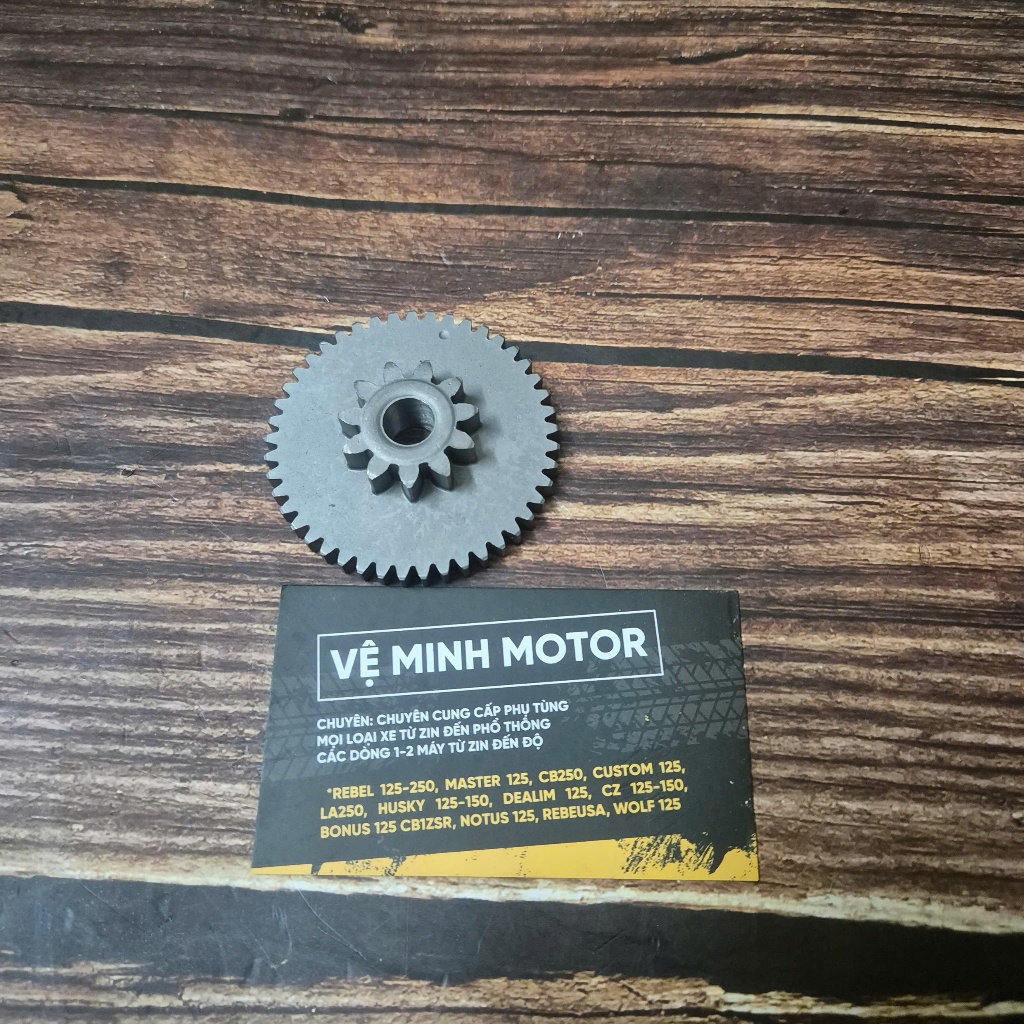 VỆ MINH MOTOR
CHUYÊN: CHUYÊN CUNG CẤP PHỤ TÙNG
MỌI LOẠI XE TỪ ZIN ĐẾN PHỔ THÔNG
CÁC DÒNG 1-2 MÁY TỪ ZIN ĐẾN ĐỘ
*REBEL 125-250, MASTER 125, CB250, CUSTOM 125,
LA250, HUSKY 125-150, DEALIM 125, CZ 125-150,
BONUS 125 CB1ZSR, NOTUS 125, REBEUSA, WOLF 125